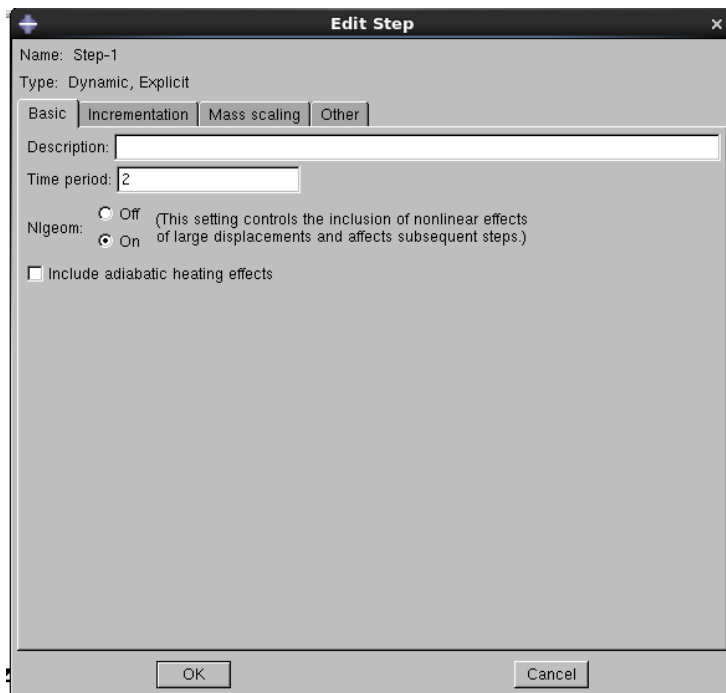 Edit Step
Name: Step-1
Type: Dynamic, Explicit
Basic Incrementation Mass scaling Other
Description:
Time period: 2
Nlgeom: Off (This setting controls the inclusion of nonlinear effects
On of large displacements and affects subsequent steps.)
Include adiabatic heating effects
OK Cancel